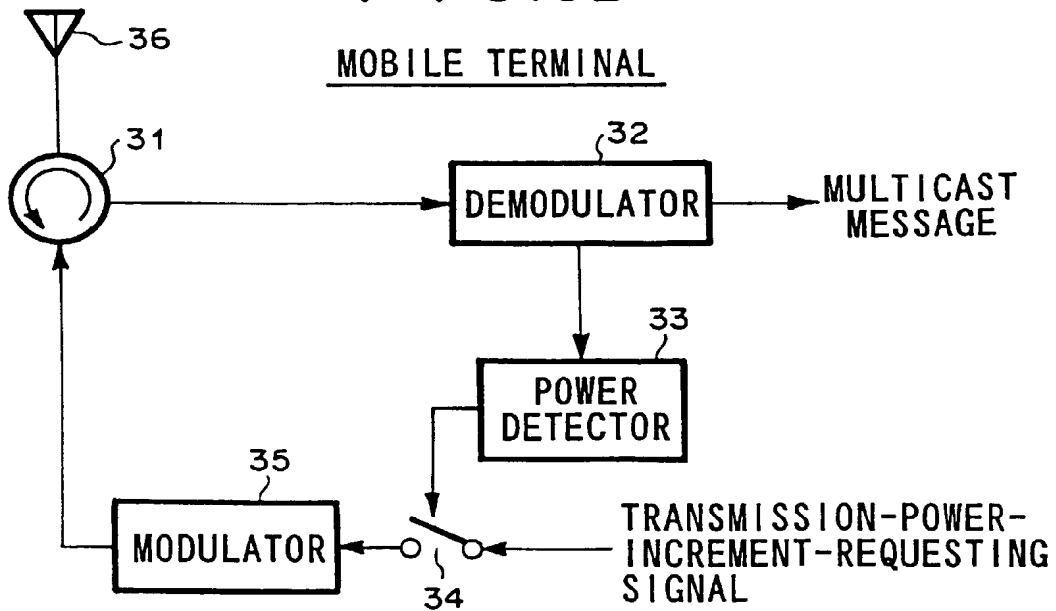 36
MOBILE TERMINAL
31
32
DEMODULATOR
MULTICAST
MESSAGE
33
POWER
DETECTOR
35
MODULATOR
34
TRANSMISSION-POWER-
INCREMENT-REQUESTING
SIGNAL